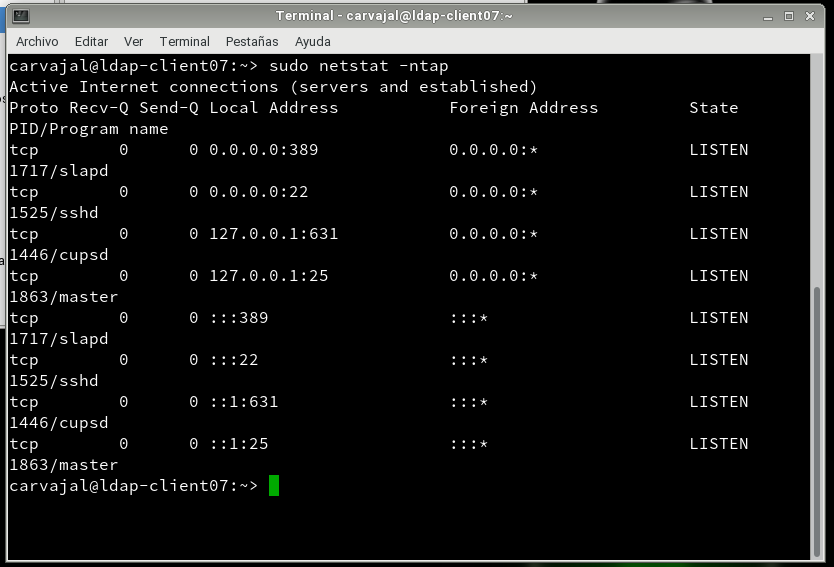 Terminal - carvajal@ldap-client07:~
Archivo Editar Ver Terminal Pestañas Ayuda
carvajal@ldap-client07:~> sudo netstat -ntap
Active Internet connections (servers and established)
Proto Recv-Q Send-Q Local Address           Foreign Address         State
PID/Program name
tcp        0      0 0.0.0.0:389             0.0.0.0:*               LISTEN
1717/slapd
tcp        0      0 0.0.0.0:22              0.0.0.0:*               LISTEN
1525/sshd
tcp        0      0 127.0.0.1:631           0.0.0.0:*               LISTEN
1446/cupsd
tcp        0      0 127.0.0.1:25            0.0.0.0:*               LISTEN
1863/master
tcp        0      0 :::389                  :::*                    LISTEN
1717/slapd
tcp        0      0 :::22                   :::*                    LISTEN
1525/sshd
tcp        0      0 ::1:631                 :::*                    LISTEN
1446/cupsd
tcp        0      0 ::1:25                  :::*                    LISTEN
1863/master
carvajal@ldap-client07:~>